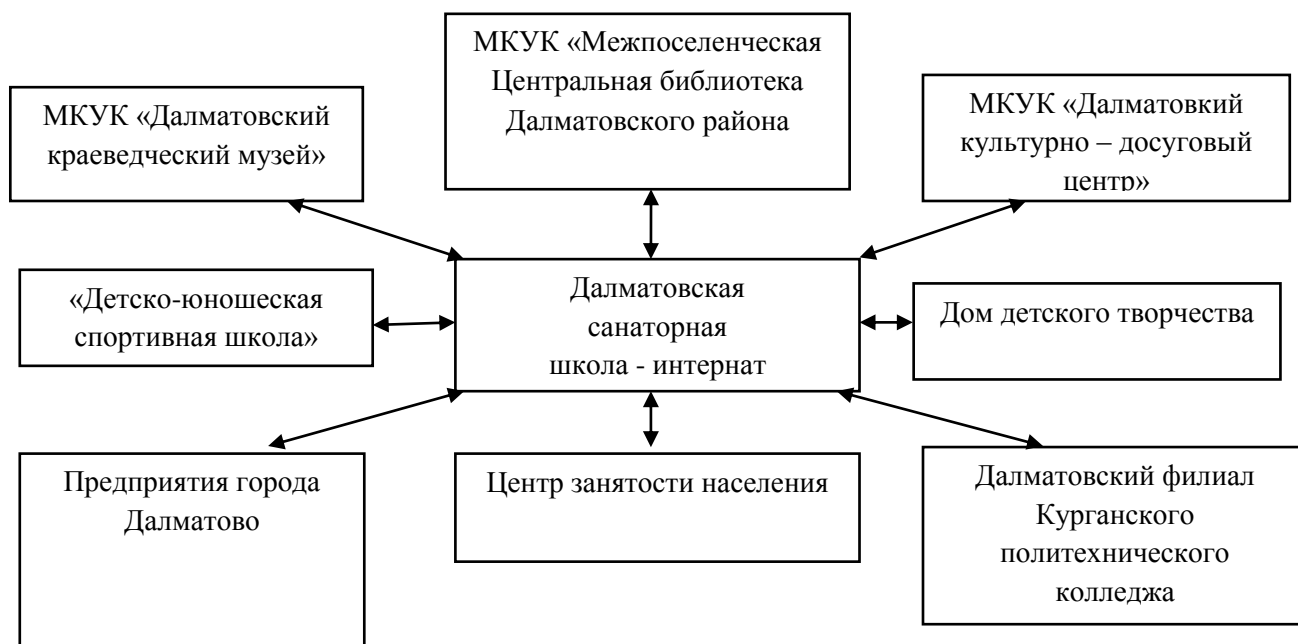 МКУК «Межпоселенческая
Центральная библиотека
Далматовского района
МКУК «Далматовский
краеведческий музей»
МКУК «Далматовкий
культурно – досуговый
центр»
«Детско-юношеская
спортивная школа»
Далматовская
санаторная
школа - интернат
Дом детского творчества
Предприятия города
Далматово
Центр занятости населения
Далматовский филиал
Курганского
политехнического
колледжа